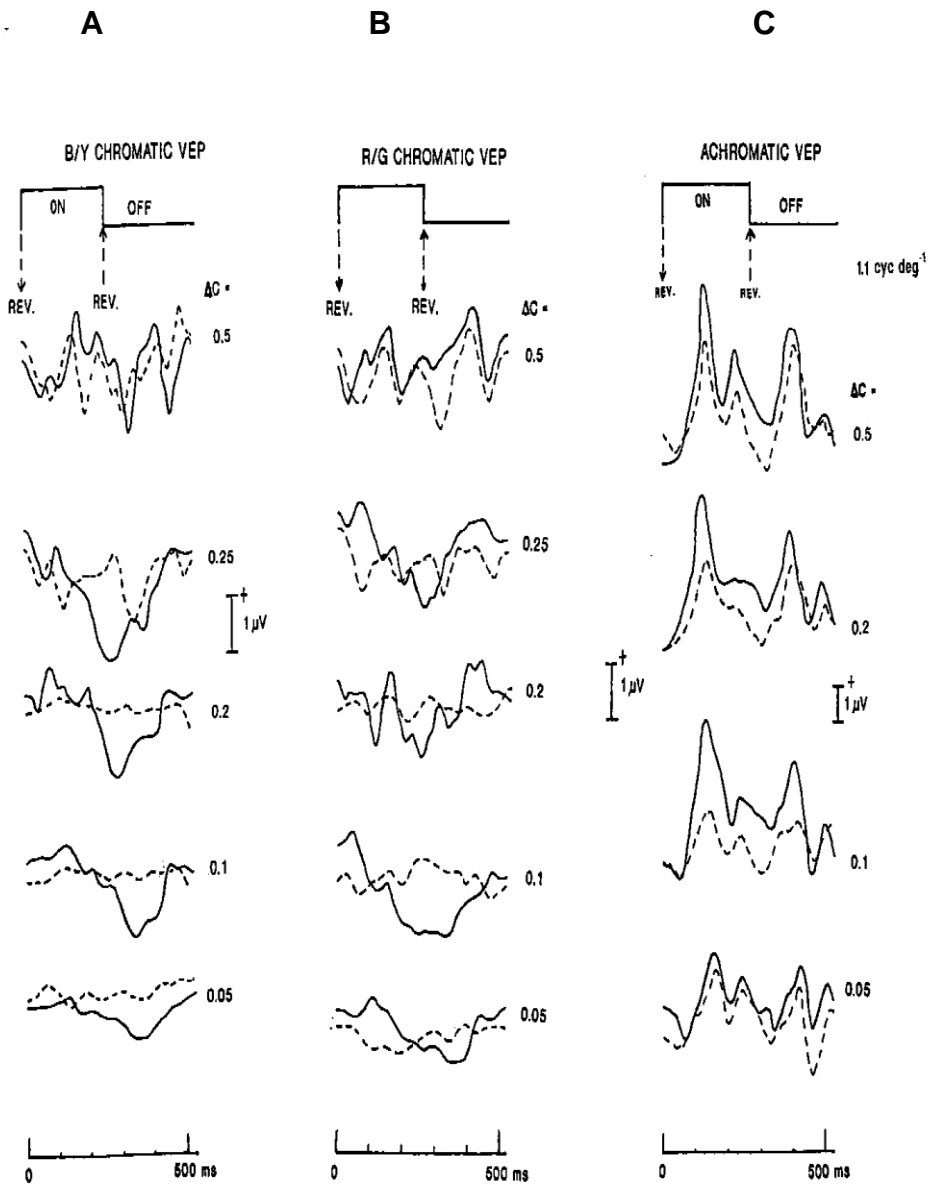 A
B
C
B/Y CHROMATIC VEP
R/G CHROMATIC VEP
ACHROMATIC VEP
ON
OFF
ON
OFF
1.1 cyc deg⁻¹
REV.
REV.
ΔC =
REV.
REV.
ΔC =
REV.
REV.
0.5
0.5
ΔC =
0.5
0.25
+
1 μV
0.25
0.2
0.2
+
1 μV
0.2
+
1 μV
0.1
0.1
0.1
0.05
0.05
0.05
0
500 ms
0
500 ms
0
500 ms